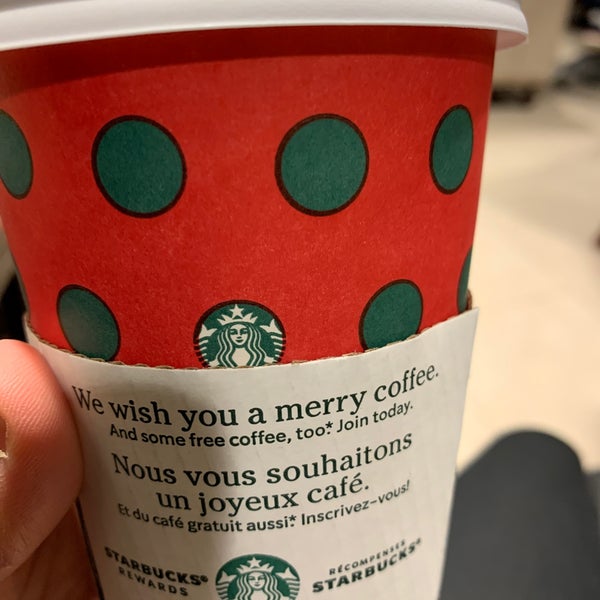 We wish you a merry coffee.
And some free coffee, too.* Join today.
Nous vous souhaitons
un joyeux café.
Et du café gratuit aussi.* Inscrivez-vous!
STARBUCKS®
REWARDS
RÉCOMPENSES
STARBUCKS®